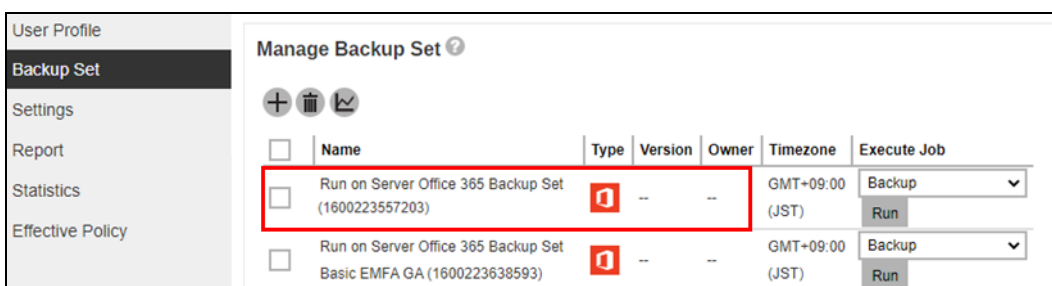 User Profile
Backup Set
Settings
Report
Statistics
Effective Policy
Manage Backup Set ?
Name Type Version Owner Timezone Execute Job
Run on Server Office 365 Backup Set
(1600223557203)
-- --
GMT+09:00
(JST)
Backup
Run
Run on Server Office 365 Backup Set
Basic EMFA GA (1600223638593)
-- --
GMT+09:00
(JST)
Backup
Run